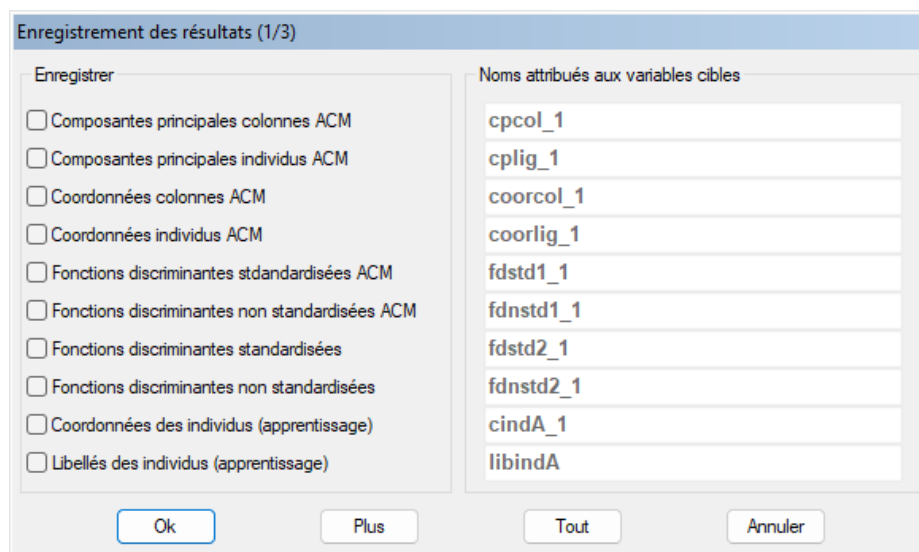 Enregistrement des résultats (1/3)
Enregistrer
Noms attribués aux variables cibles
Composantes principales colonnes ACM
cpcol_1
Composantes principales individus ACM
cplig_1
Coordonnées colonnes ACM
coorcol_1
Coordonnées individus ACM
coorlig_1
Fonctions discriminantes stdandardisées ACM
fdstd1_1
Fonctions discriminantes non standardisées ACM
fdnstd1_1
Fonctions discriminantes standardisées
fdstd2_1
Fonctions discriminantes non standardisées
fdnstd2_1
Coordonnées des individus (apprentissage)
cindA_1
Libellés des individus (apprentissage)
libindA
Ok
Plus
Tout
Annuler